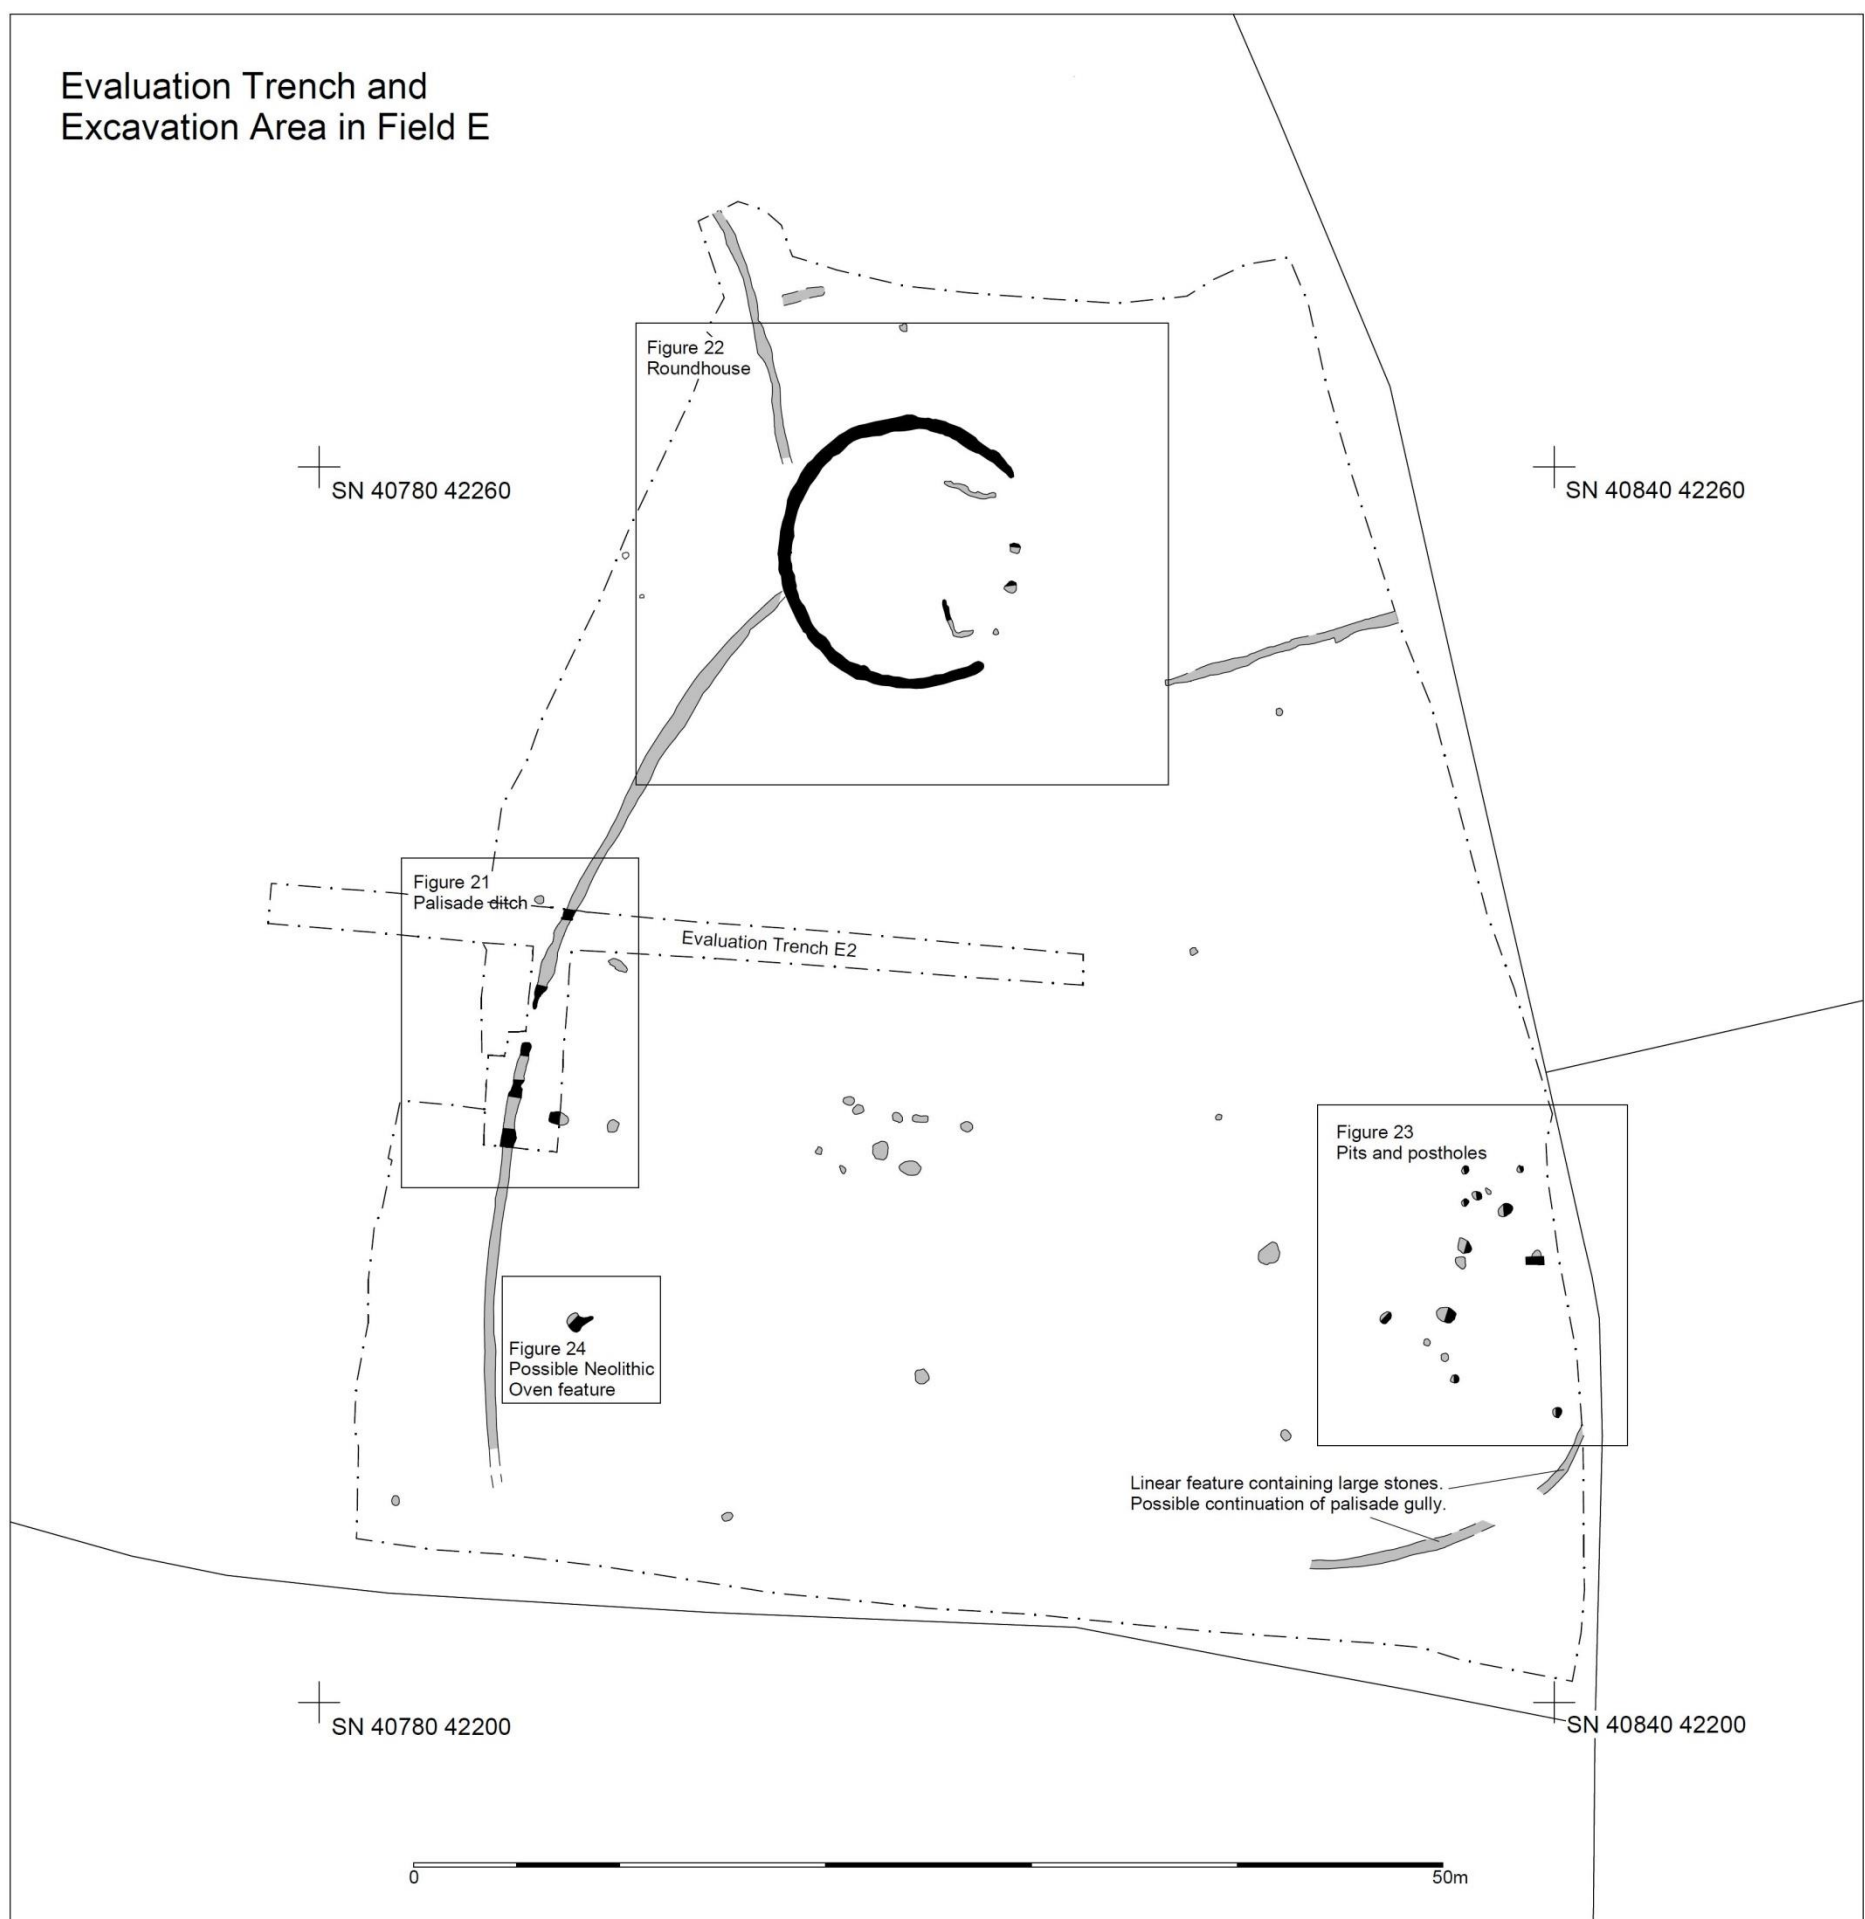 Evaluation Trench and
Excavation Area in Field E
Figure 22
Roundhouse
SN 40780 42260
SN 40840 42260
Figure 21
Palisade ditch
Evaluation Trench E2
Figure 23
Pits and postholes
Figure 24
Possible Neolithic
Oven feature
Linear feature containing large stones.
Possible continuation of palisade gully.
SN 40780 42200
SN 40840 42200
0
50m